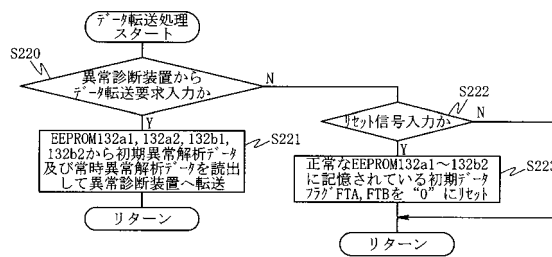 データ転送処理
スタート
S220
異常診断装置から
データ転送要求入力か
N
Y
S222
リセット信号入力か
N
Y
EEPROM132a1,132a2,132b1,
132b2から初期異常解析データ
及び常時異常解析データを読出
して異常診断装置へ転送
S221
正常なEEPROM132a1～132b2
に記憶されている初期データ
フラグFTA,FTBを“0”にリセット
S223
リターン
リターン